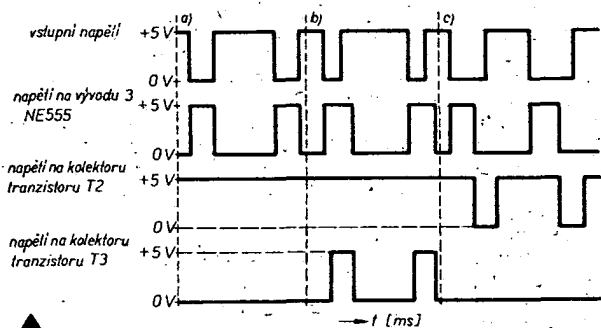 a) b) c)
vstupní napětí
+5 V
0 V
napětí na vývodu 3
NE555
+5 V
0 V
napětí na kolektoru
tranzistoru T2
+5 V
0 V
napětí na kolektoru
tranzistoru T3
+5 V
0 V
t [ms]